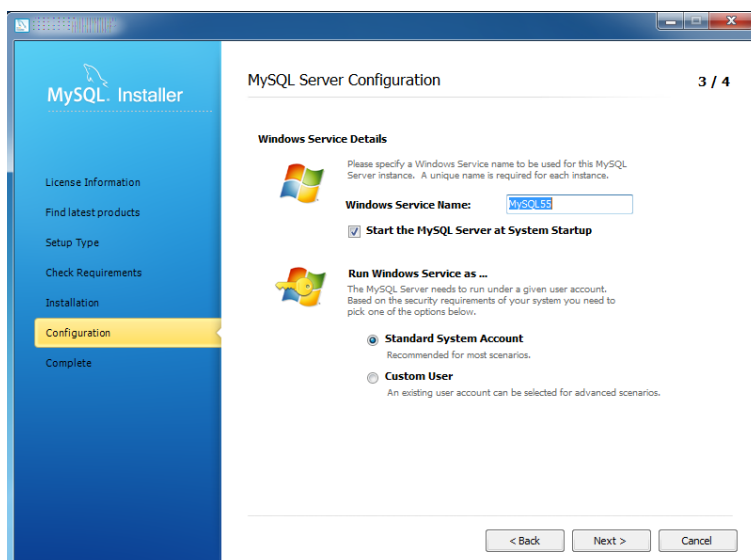 MySQL. Installer
MySQL Server Configuration
3 / 4
License Information
Find latest products
Setup Type
Check Requirements
Installation
Configuration
Complete
Windows Service Details
Please specify a Windows Service name to be used for this MySQL
Server instance. A unique name is required for each instance.
Windows Service Name:
MySQL55
Start the MySQL Server at System Startup
Run Windows Service as ...
The MySQL Server needs to run under a given user account.
Based on the security requirements of your system you need to
pick one of the options below.
Standard System Account
Recommended for most scenarios.
Custom User
An existing user account can be selected for advanced scenarios.
< Back
Next >
Cancel